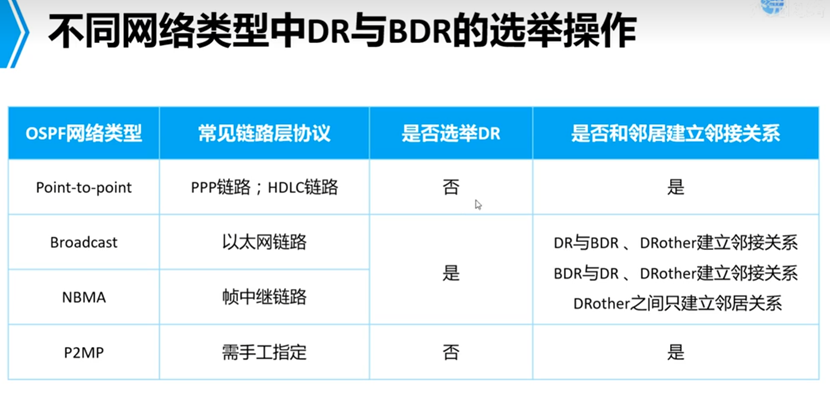 不同网络类型中DR与BDR的选举操作
OSPF网络类型 常见链路层协议 是否选举DR 是否和邻居建立邻接关系
Point-to-point PPP链路；HDLC链路 否 是
Broadcast 以太网链路
NBMA 帧中继链路
是
DR与BDR 、DRother建立邻接关系
BDR与DR 、DRother建立邻接关系
DRother之间只建立邻居关系
P2MP 需手工指定 否 是